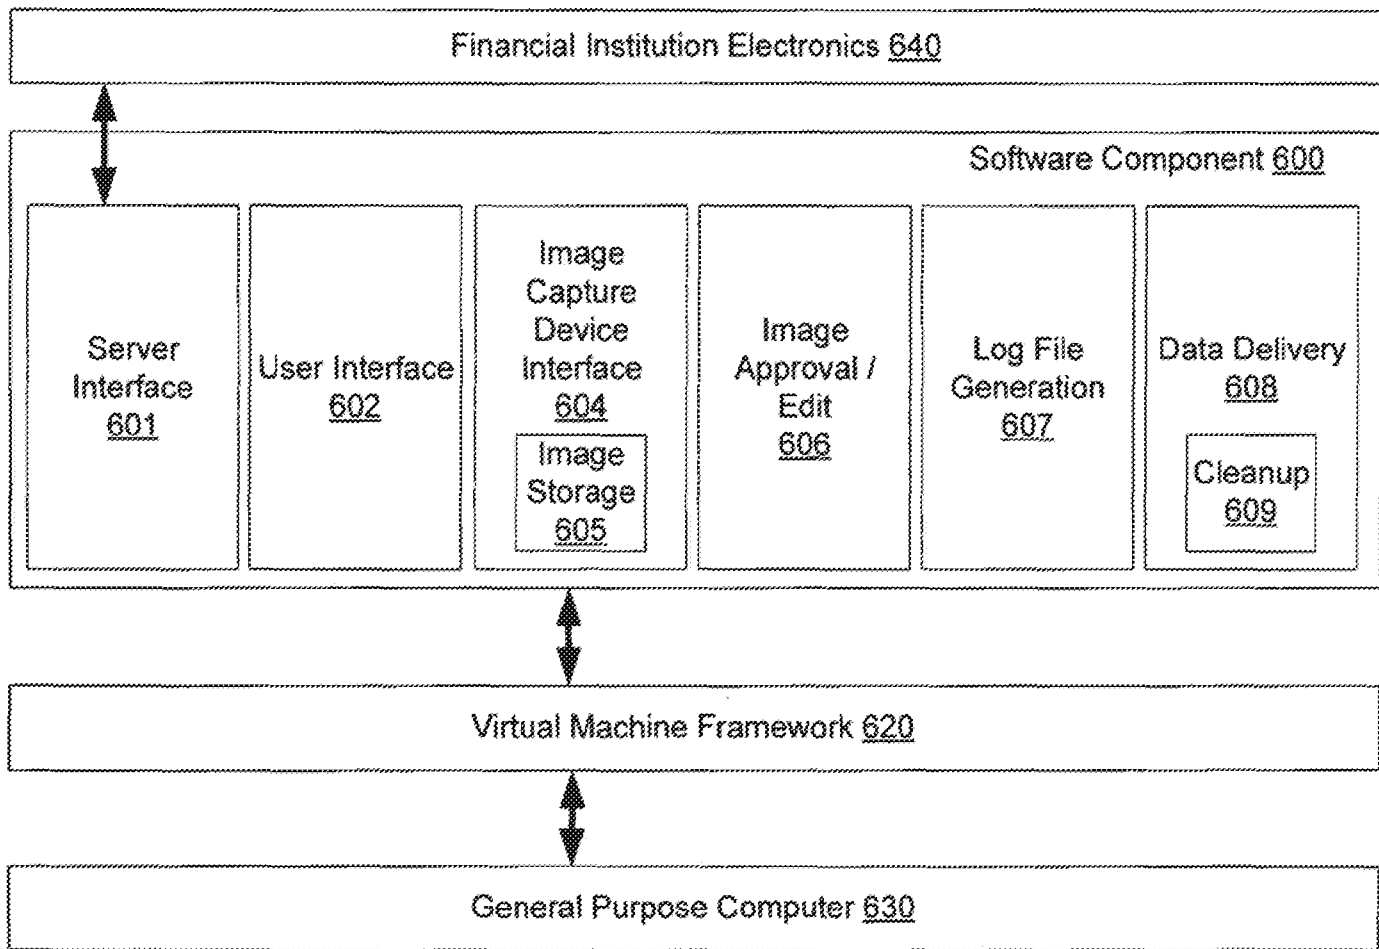 Financial Institution Electronics 640
Software Component 600
Server
Interface
601
User Interface
602
Image
Capture
Device
Interface
604
Image
Storage
605
Image
Approval /
Edit
606
Log File
Generation
607
Data Delivery
608
Cleanup
609
Virtual Machine Framework 620
General Purpose Computer 630